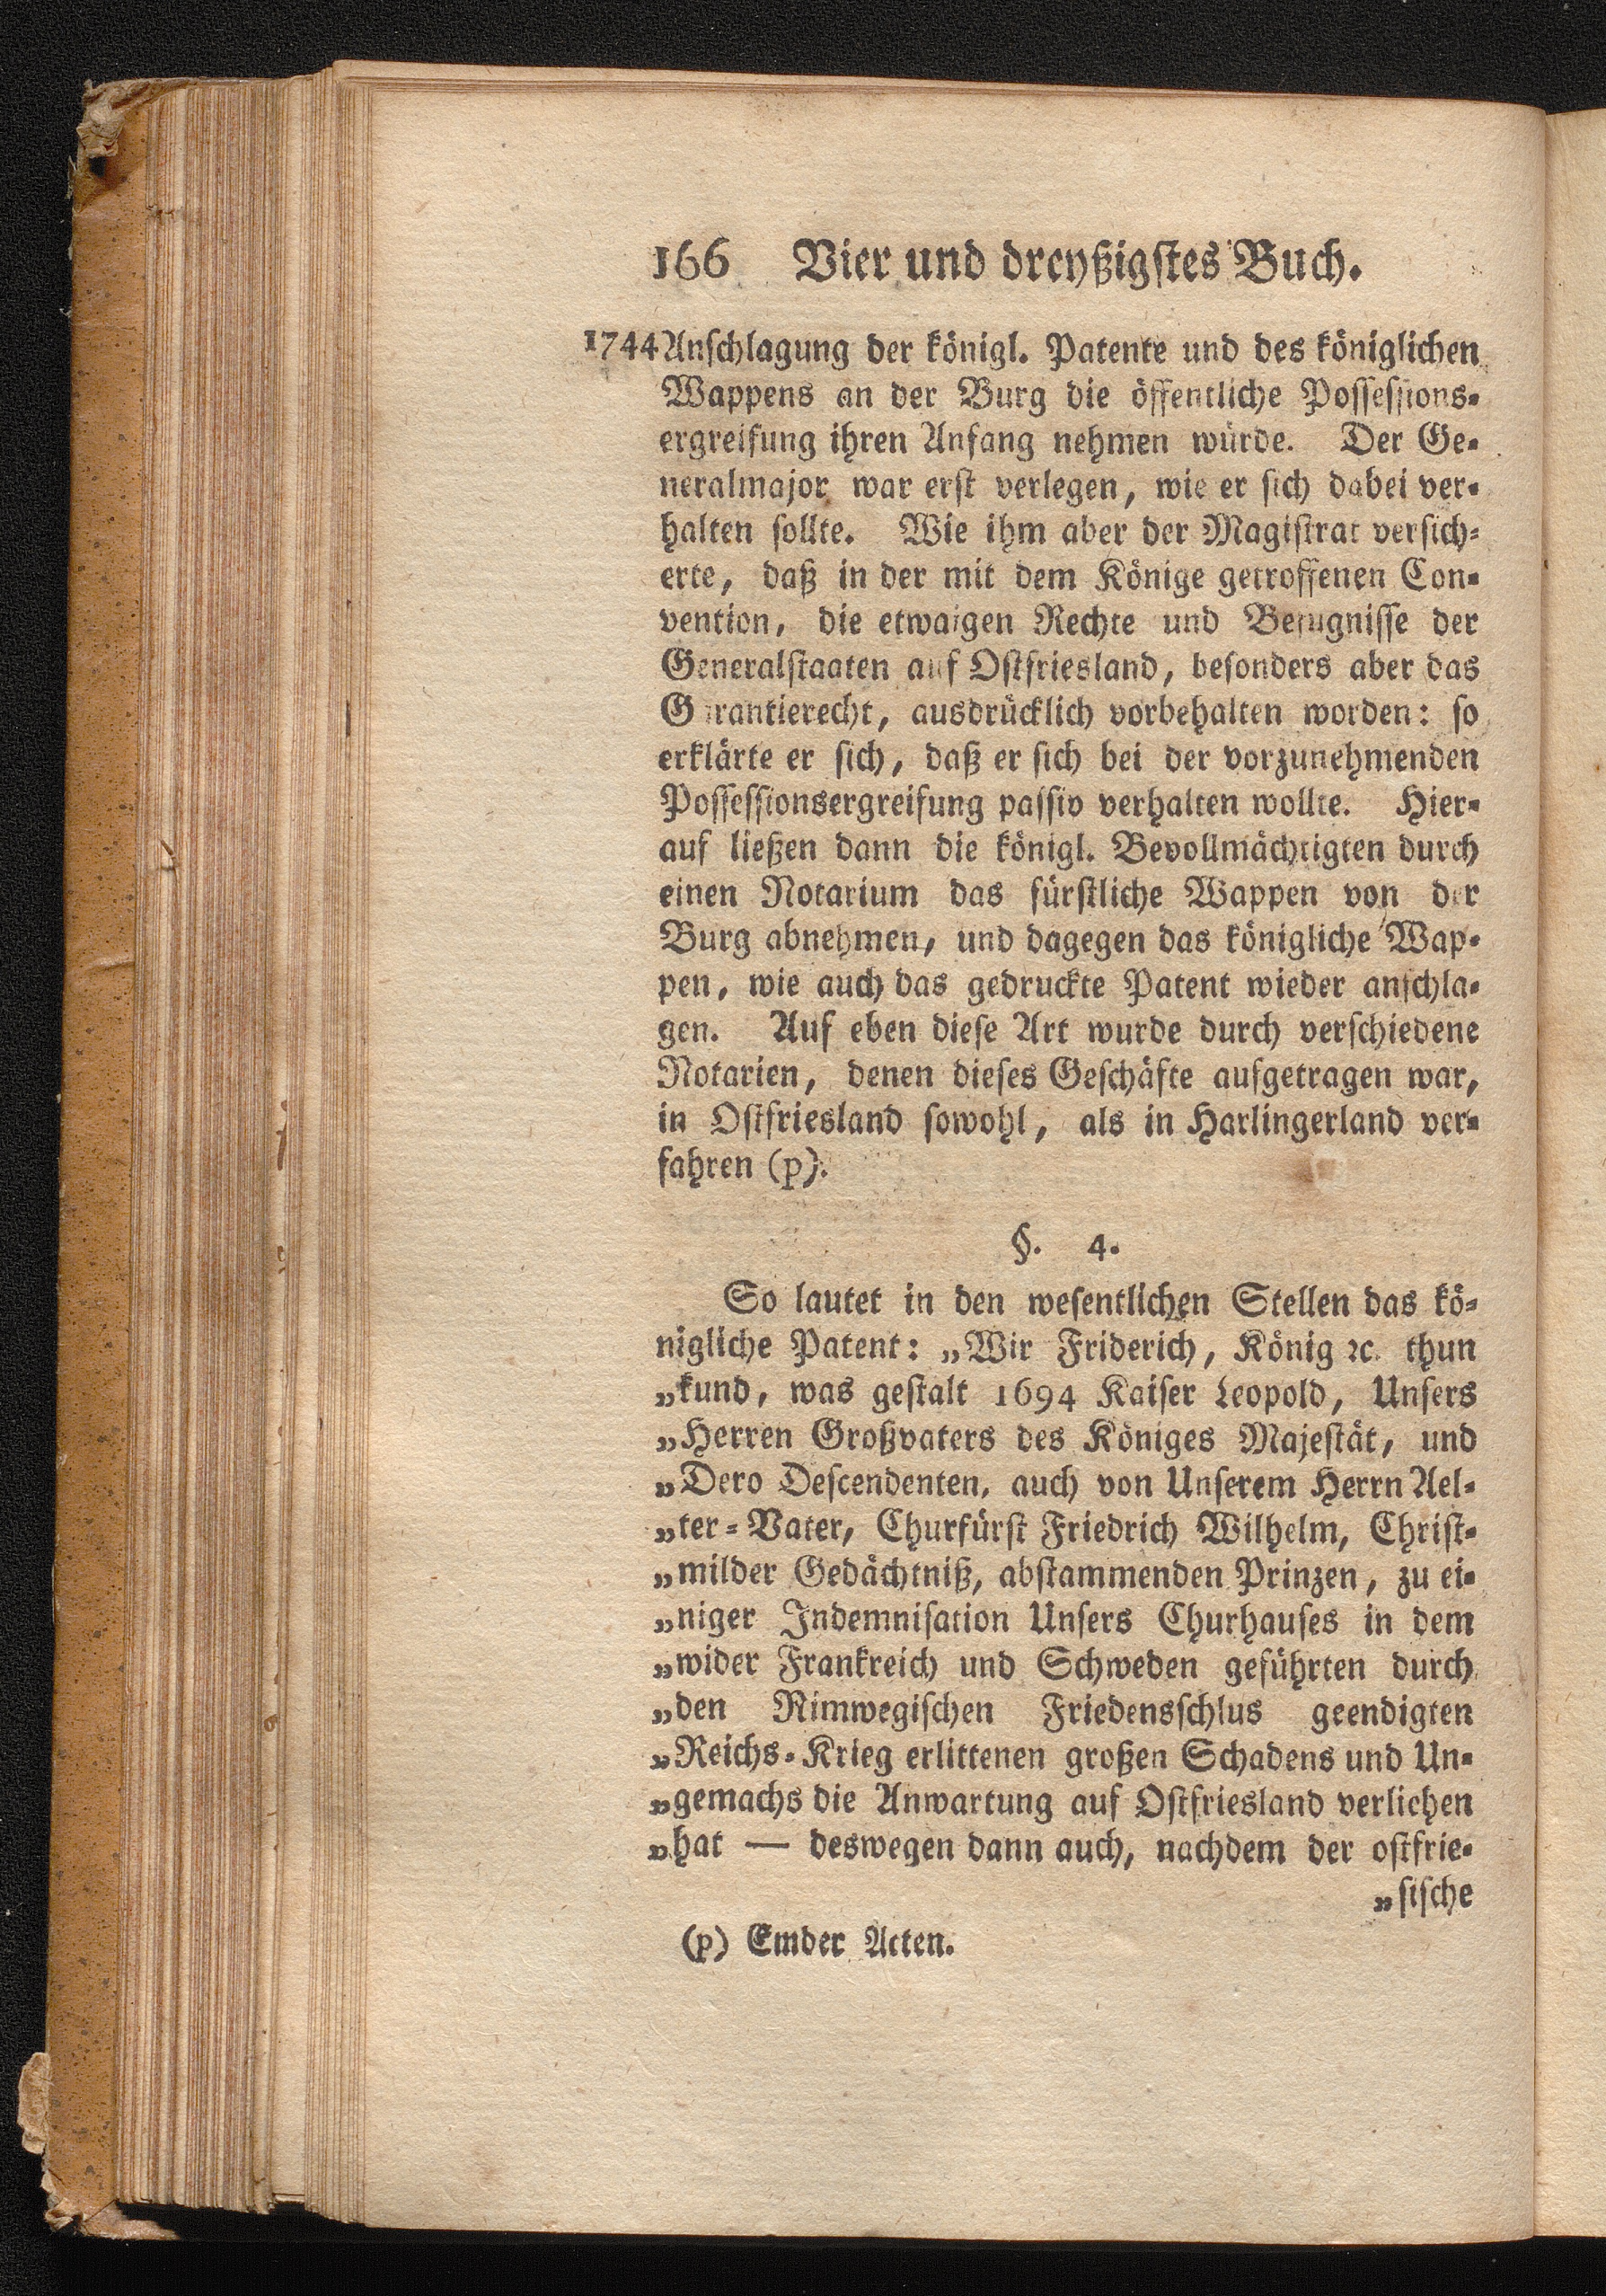 166 Vier und dreyßigstes Buch.
1744 Anschlagung der königl. Patente und des königlichen
Wappens an der Burg die öffentliche Possessions-
ergreifung ihren Anfang nehmen würde. Der Ge-
neralmajor war erst verlegen, wie er sich dabei ver-
halten sollte. Wie ihm aber der Magistrat versich-
erte, daß in der mit dem Könige getroffenen Con-
vention, die etwaigen Rechte und Befugnisse der
Generalstaaten auf Ostfriesland, besonders aber das
Garantierecht, ausdrücklich vorbehalten worden: so
erklärte er sich, daß er sich bei der vorzunehmenden
Possessionsergreifung passiv verhalten wollte. Hier-
auf ließen dann die königl. Bevollmächtigten durch
einen Notarium das fürstliche Wappen von der
Burg abnehmen, und dagegen das königliche Wap-
pen, wie auch das gedruckte Patent wieder anschla-
gen. Auf eben diese Art wurde durch verschiedene
Notarien, denen dieses Geschäfte aufgetragen war,
in Ostfriesland sowohl, als in Harlingerland ver-
fahren (p).
§. 4.
So lautet in den wesentlichen Stellen das kö-
nigliche Patent: „Wir Friderich, König ꝛc. thun
„kund, was gestalt 1694 Kaiser Leopold, Unsers
„Herren Großvaters des Königes Majestät, und
„Dero Descendenten, auch von Unserem Herrn Ael-
„ter-Vater, Churfürst Friedrich Wilhelm, Christ-
„milder Gedächtniß, abstammenden Prinzen, zu ei-
„niger Indemnisation Unsers Churhauses in dem
„wider Frankreich und Schweden geführten durch
„den Nimwegischen Friedensschlus geendigten
„Reichs-Krieg erlittenen großen Schadens und Un-
„gemachs die Anwartung auf Ostfriesland verliehen
„hat — deswegen dann auch, nachdem der ostfrie-
„sische
(p) Emder Acten.